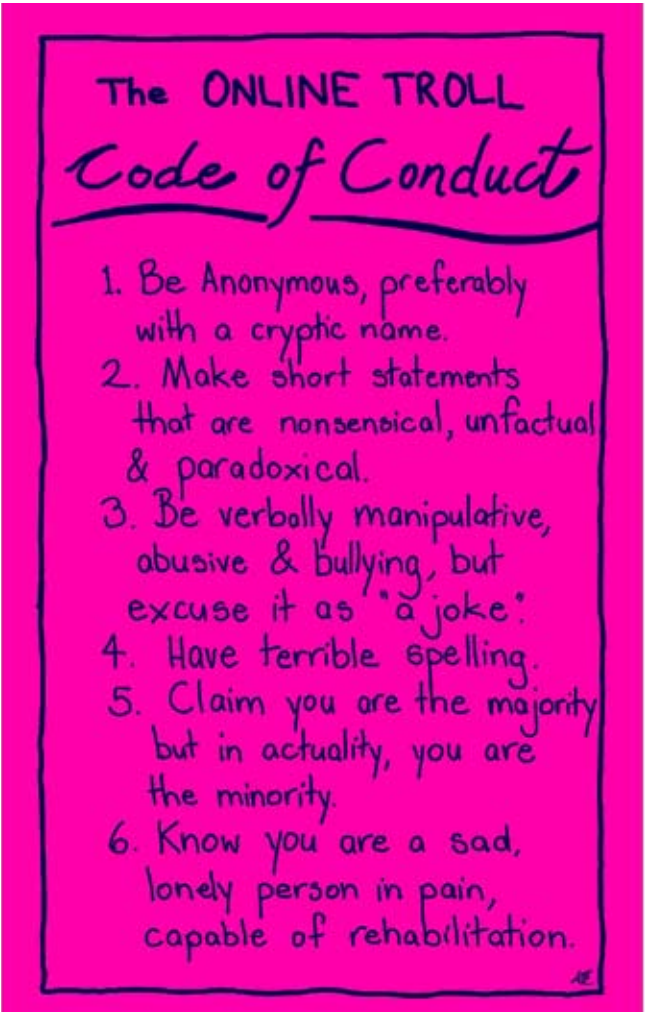 The ONLINE TROLL
Code of Conduct
1. Be Anonymous, preferably
with a cryptic name.
2. Make short statements
that are nonsensical, unfactual
& paradoxical.
3. Be verbally manipulative,
abusive & bullying, but
excuse it as "a joke".
4. Have terrible spelling.
5. Claim you are the majority
but in actuality, you are
the minority.
6. Know you are a sad,
lonely person in pain,
capable of rehabilitation.